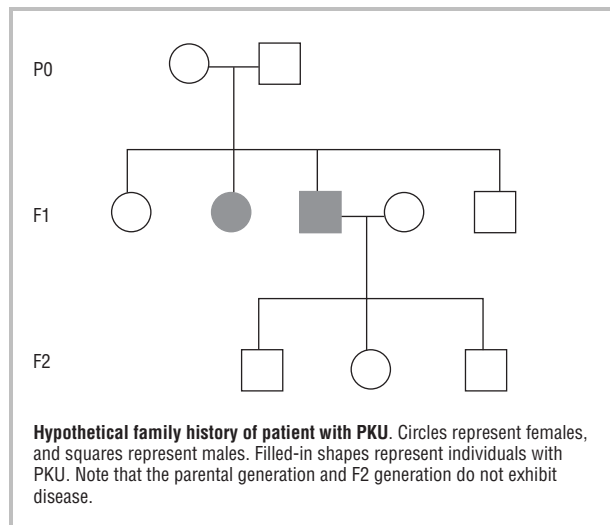 P0
F1
F2
Hypothetical family history of patient with PKU. Circles represent females,
and squares represent males. Filled-in shapes represent individuals with
PKU. Note that the parental generation and F2 generation do not exhibit
disease.